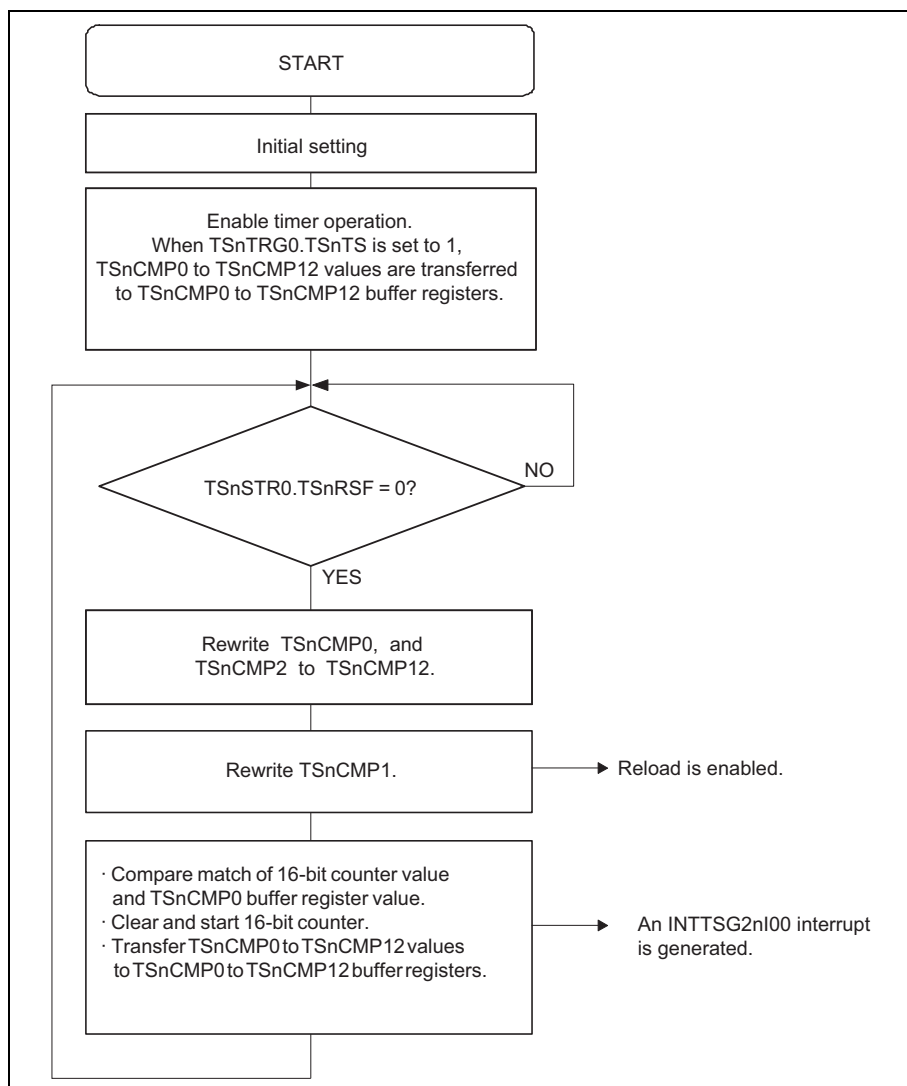 START
Initial setting
Enable timer operation.
When TSnTRG0.TSnTS is set to 1,
TSnCMP0 to TSnCMP12 values are transferred
to TSnCMP0 to TSnCMP12 buffer registers.
TSnSTR0.TSnRSF = 0?
NO
YES
Rewrite TSnCMP0, and
TSnCMP2 to TSnCMP12.
Rewrite TSnCMP1.
Reload is enabled.
· Compare match of 16-bit counter value
and TSnCMP0 buffer register value.
· Clear and start 16-bit counter.
· Transfer TSnCMP0 to TSnCMP12 values
to TSnCMP0 to TSnCMP12 buffer registers.
An INTTSG2nI00 interrupt
is generated.